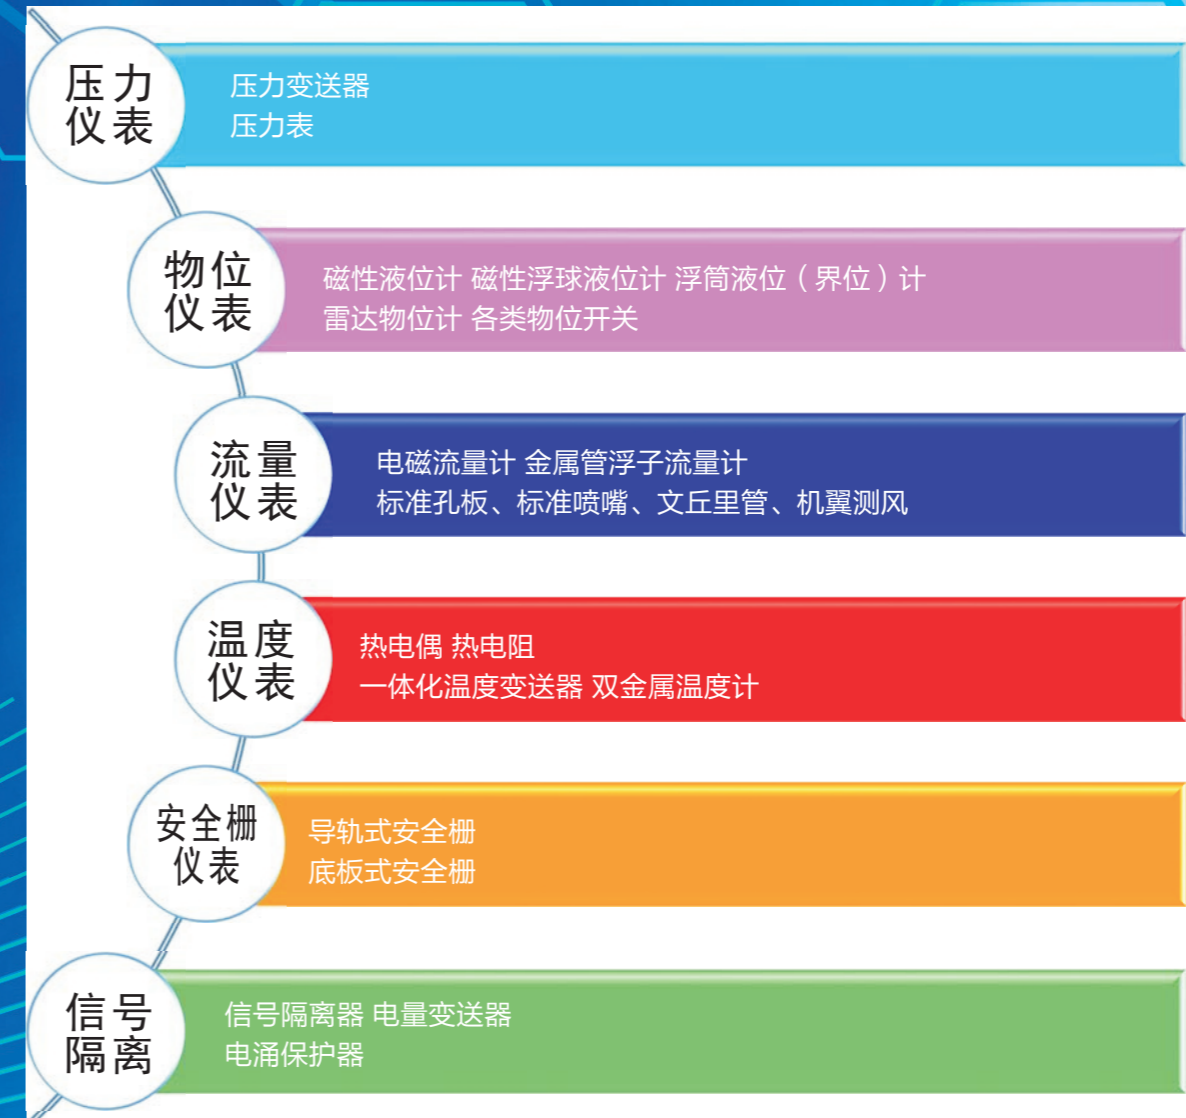 压力
仪表
压力变送器
压力表
物位
仪表
磁性液位计 磁性浮球液位计 浮筒液位（界位）计
雷达物位计 各类物位开关
流量
仪表
电磁流量计 金属管浮子流量计
标准孔板、标准喷嘴、文丘里管、机翼测风
温度
仪表
热电偶 热电阻
一体化温度变送器 双金属温度计
安全栅
仪表
导轨式安全栅
底板式安全栅
信号
隔离
信号隔离器 电量变送器
电涌保护器